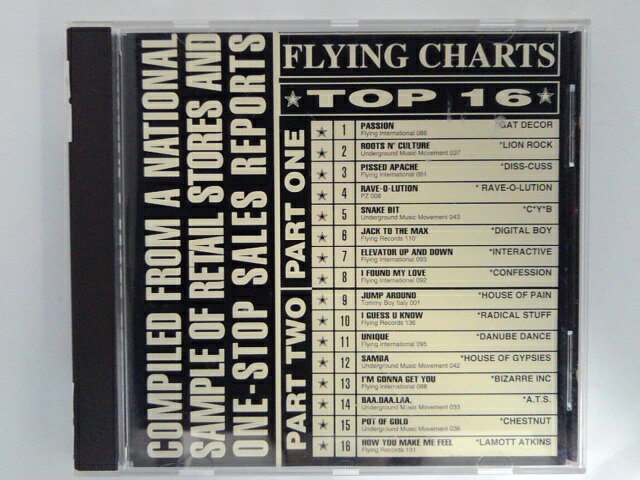 COMPILED FROM A NATIONAL
SAMPLE OF RETAIL STORES AND
ONE-STOP SALES REPORTS
FLYING CHARTS
★ TOP 16 ★
PART ONE
★ 1 PASSION *GAT DECOR
Flying International 086
★ 2 ROOTS N' CULTURE *LION ROCK
Underground Music Movement 037
★ 3 PISSED APACHE *DISS-CUSS
Flying International 081
★ 4 RAVE-O-LUTION * RAVE-O-LUTION
PZ 008
★ 5 SNAKE BIT *C*Y*B
Underground Music Movement 043
★ 6 JACK TO THE MAX *DIGITAL BOY
Flying Records 110
★ 7 ELEVATOR UP AND DOWN *INTERACTIVE
Flying International 093
★ 8 I FOUND MY LOVE *CONFESSION
Flying International 092
PART TWO
★ 9 JUMP AROUND *HOUSE OF PAIN
Tommy Boy Italy 001
★ 10 I GUESS U KNOW *RADICAL STUFF
Flying Records 136
★ 11 UNIQUE *DANUBE DANCE
Flying International 095
★ 12 SAMBA *HOUSE OF GYPSIES
Underground Music Movement 042
★ 13 I'M GONNA GET YOU *BIZARRE INC
Flying International 088
★ 14 BAA.DAA.LAA. *A.T.S.
Underground Music Movement 033
★ 15 POT OF GOLD *CHESTNUT
Underground Music Movement 036
★ 16 HOW YOU MAKE ME FEEL *LAMOTT ATKINS
Flying Records 131